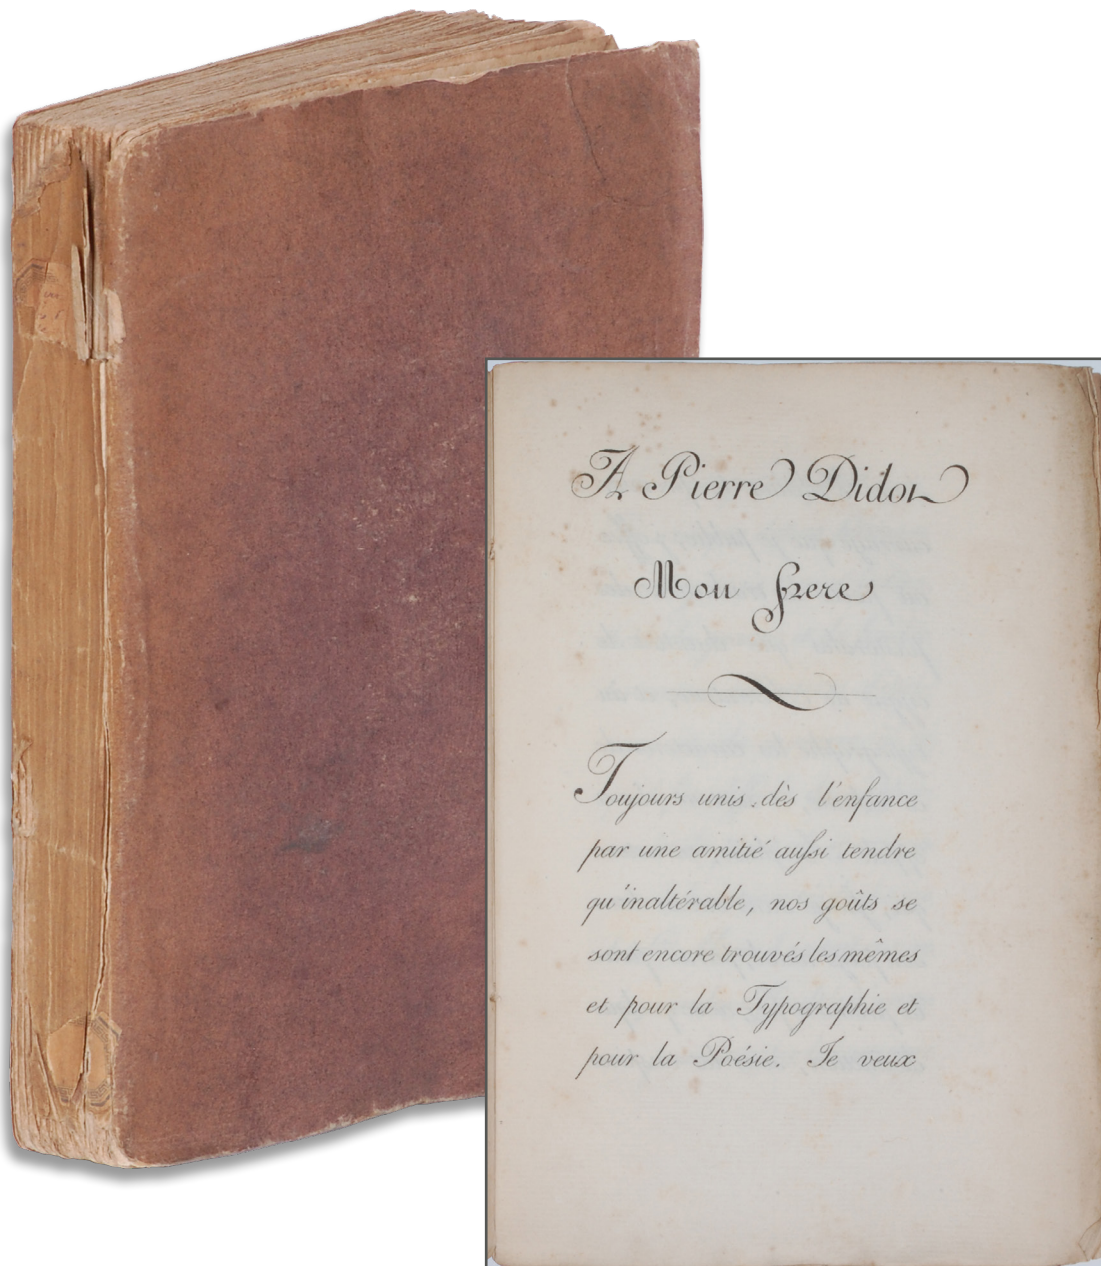 A Pierre Didot
Mon frere
Toujours unis dès l'enfance
par une amitié auſsi tendre
qu'inaltérable, nos goûts se
sont encore trouvés les mêmes
et pour la Typographie et
pour la Poésie. Je veux